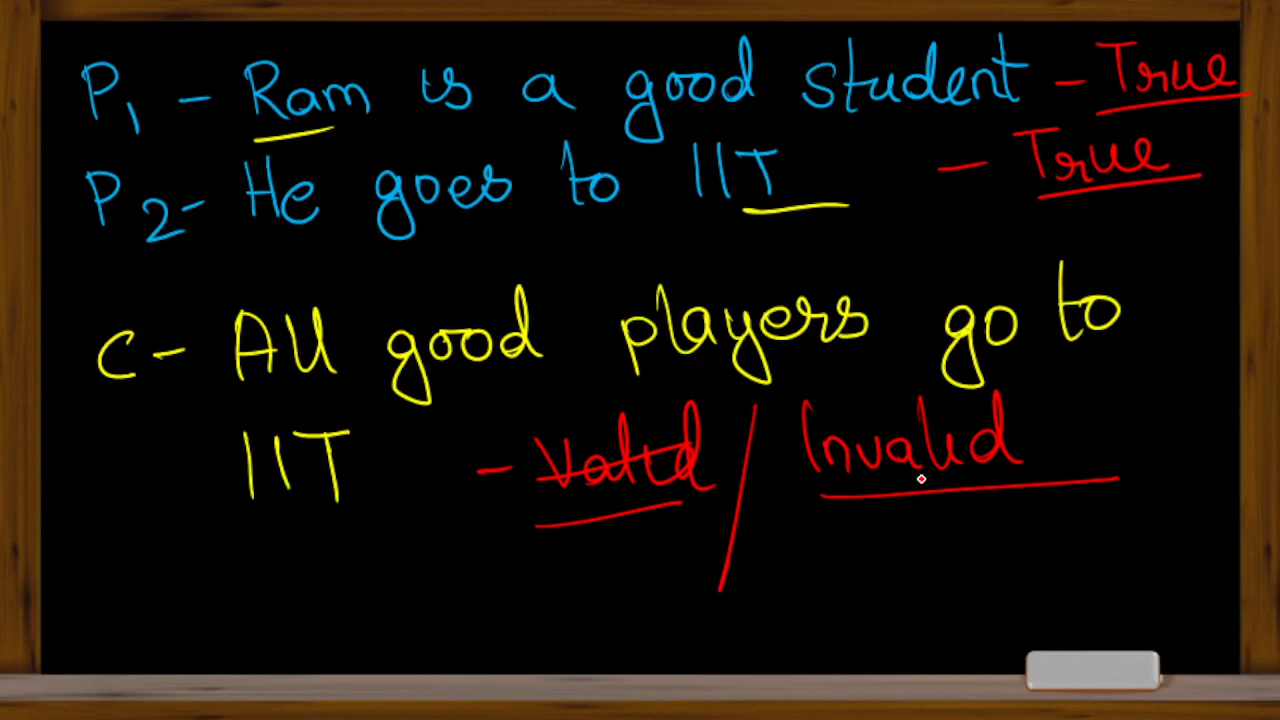 P1 - Ram is a good student - True
P2 - He goes to IIT - True
C - All good players go to
IIT - Valid / Invalid